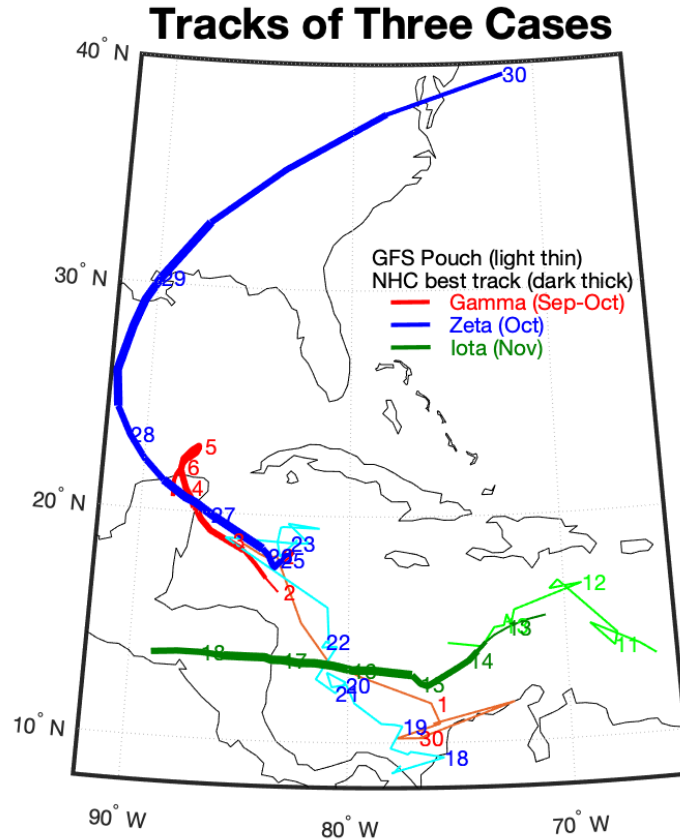 Tracks of Three Cases
40° N
30
30° N
29
GFS Pouch (light thin)
NHC best track (dark thick)
Gamma (Sep-Oct)
Zeta (Oct)
Iota (Nov)
28
5
6
4
20° N
27
3
23
25
2
12
13
11
22
18
17
16
15
14
20
21
1
19
30
18
10° N
90° W
80° W
70° W